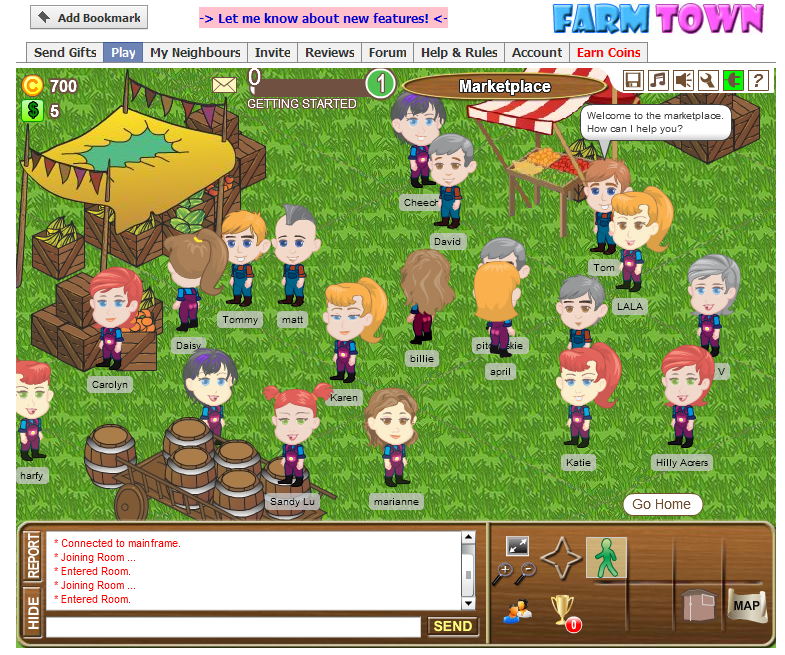 Add Bookmark
-> Let me know about new features! <-
FARM TOWN
Send Gifts
Play
My Neighbours
Invite
Reviews
Forum
Help & Rules
Account
Earn Coins
C 700
$ 5
0
GETTING STARTED
1
Marketplace
?
Welcome to the marketplace.
How can I help you?
Cheech
David
Tom
LALA
Tommy
matt
Daisy
billie
skie
april
V
Carolyn
Karen
Katie
Hilly Acrers
harfy
Sandy Lu
marianne
Go Home
REPORT
HIDE
* Connected to mainframe.
* Joining Room ...
* Entered Room.
* Joining Room ...
* Entered Room.
SEND
0
MAP